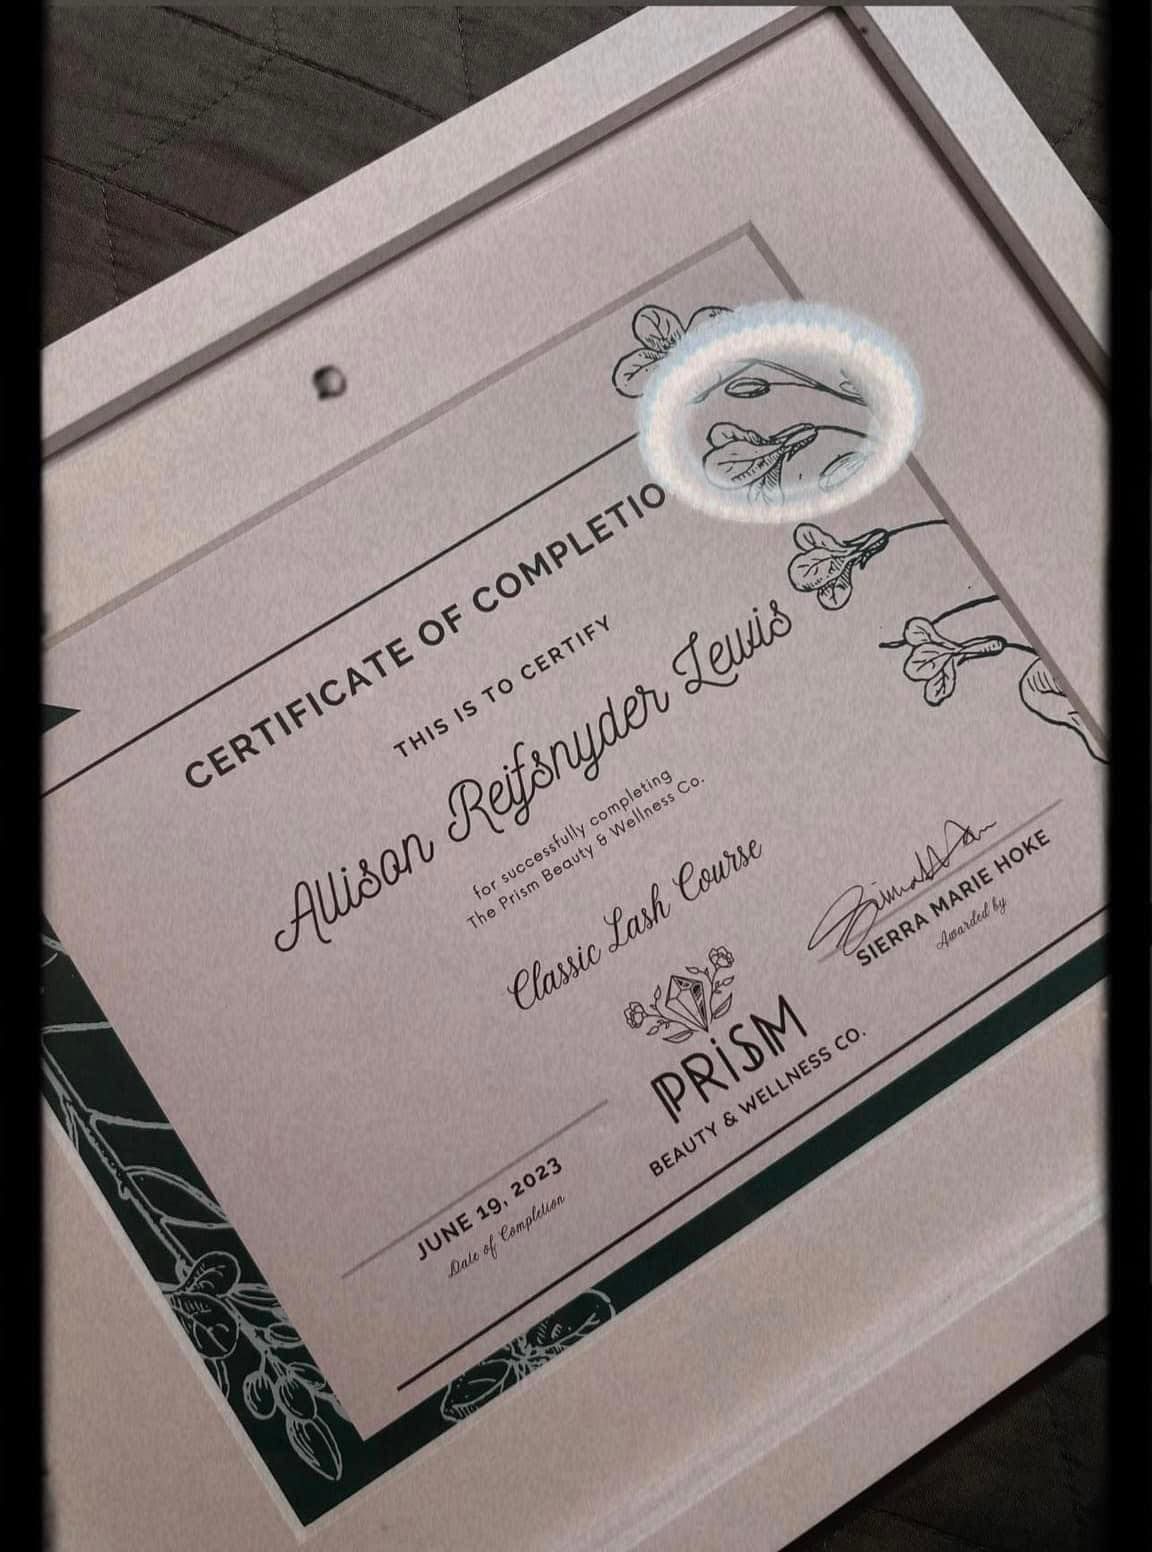 CERTIFICATE OF COMPLETIO
THIS IS TO CERTIFY
Allison Reifsnyder Lewis
for successfully completing
The Prism Beauty & Wellness Co.
Classic Lash Course
SIERRA MARIE HOKE
Awarded by
PRISM
BEAUTY & WELLNESS CO.
JUNE 19, 2023
Date of Completion